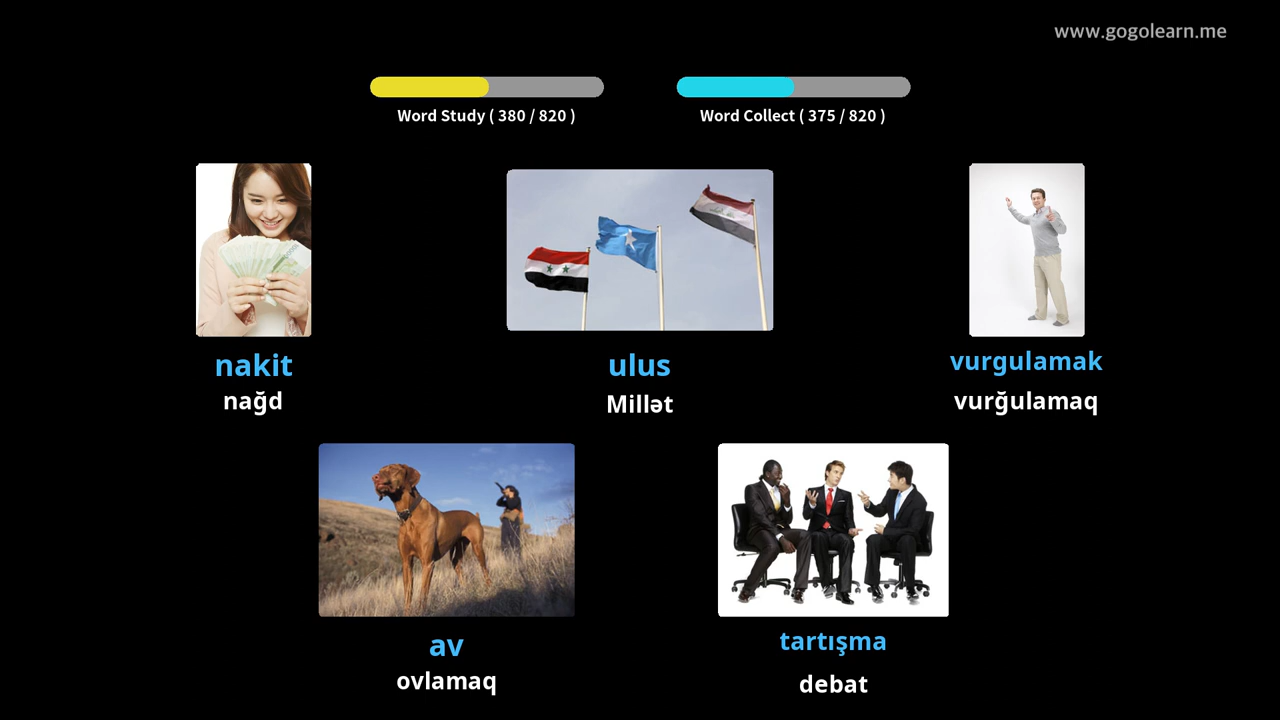 www.gogolearn.me
Word Study ( 380 / 820 )
Word Collect ( 375 / 820 )
nakit
nağd
ulus
Millət
vurgulamak
vurğulamaq
av
ovlamaq
tartışma
debat